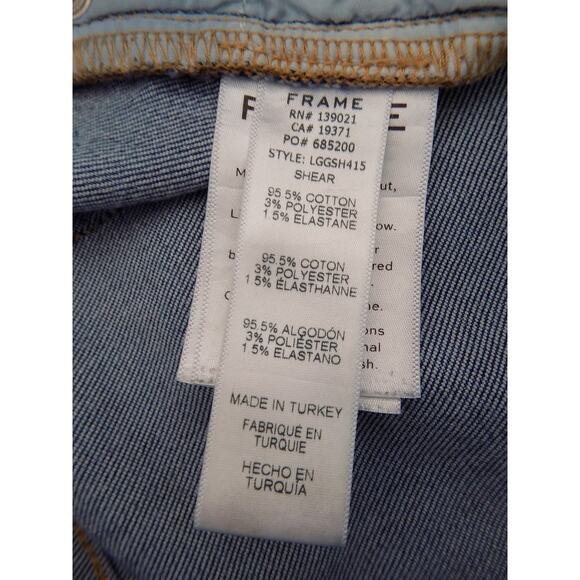 FRAME
RN# 139021
CA# 19371
PO# 685200
STYLE: LGGSH415
SHEAR
95.5% COTTON
3% POLYESTER
1.5% ELASTANE
95.5% COTON
3% POLYESTER
1.5% ÉLASTHANNE
95.5% ALGODÓN
3% POLIÉSTER
1.5% ELASTANO
MADE IN TURKEY
FABRIQUÉ EN
TURQUIE
HECHO EN
TURQUÍA